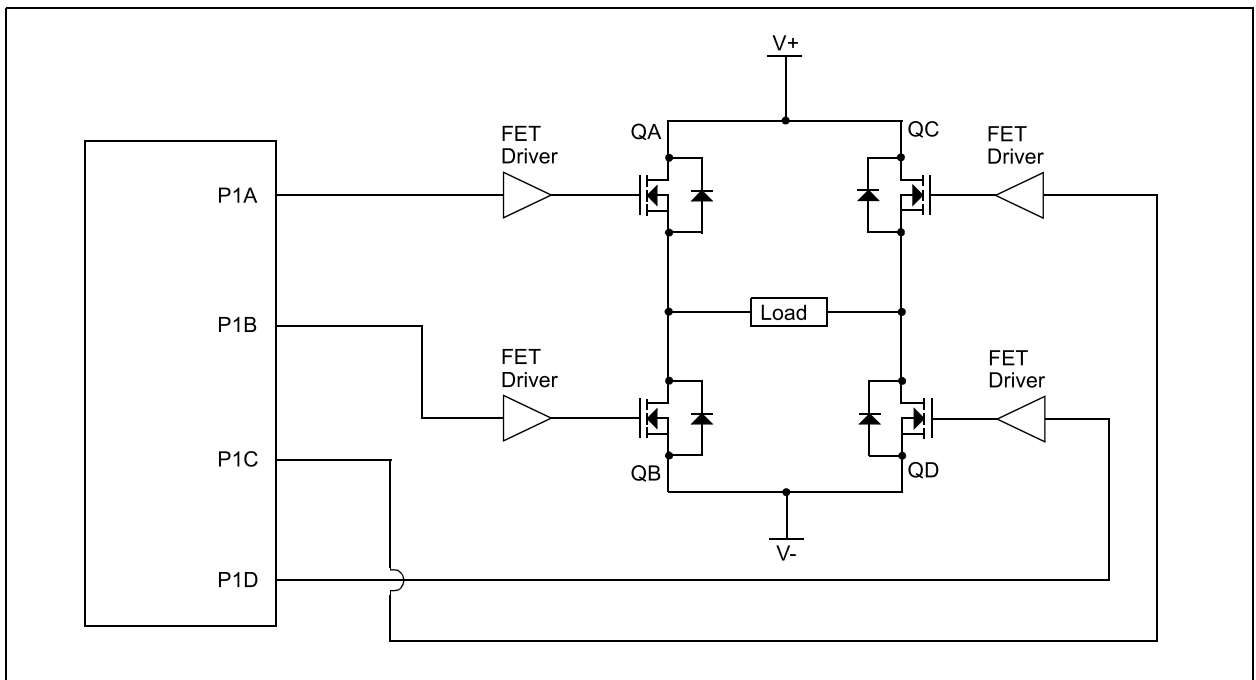 V+
QA
QC
FET
Driver
FET
Driver
P1A
P1B
Load
FET
Driver
FET
Driver
P1C
QB
QD
V-
P1D